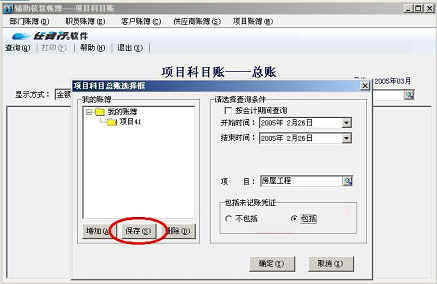 辅助核算账簿——项目科目账
部门账簿 职员账簿 客户账簿 供应商账簿 项目账簿
软件
查询(Q) 打印(P) 帮助(H) 退出(X)
项目科目账——总账
2005年03月
显示方式: 金额
项目科目总账选择框
我的账簿
我的账簿
项目41
增加(A) 保存(S) 删除(D)
请选择查询条件
按会计期间查询
开始时间: 2005年 2月26日
结束时间: 2005年 2月26日
项 目: 房屋工程
包括未记账凭证
不包括 包括
确定(Y) 取消(X)